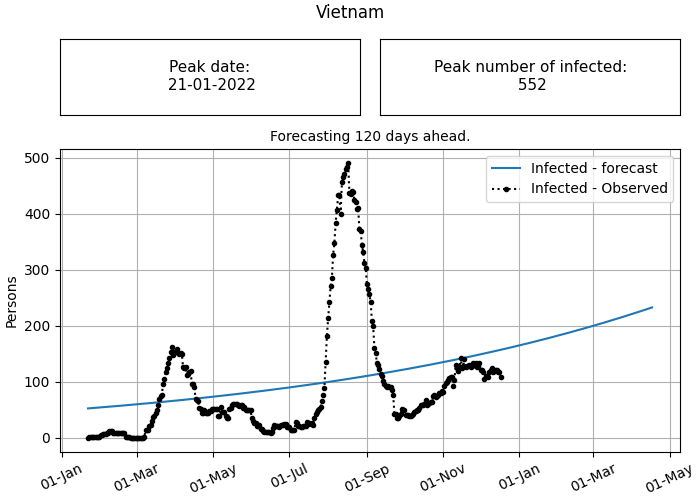 Vietnam
Peak date:
21-01-2022
Peak number of infected:
552
Forecasting 120 days ahead.
Infected - forecast
Infected - Observed
Persons
500
400
300
200
100
0
01-Jan
01-Mar
01-May
01-Jul
01-Sep
01-Nov
01-Jan
01-Mar
01-May